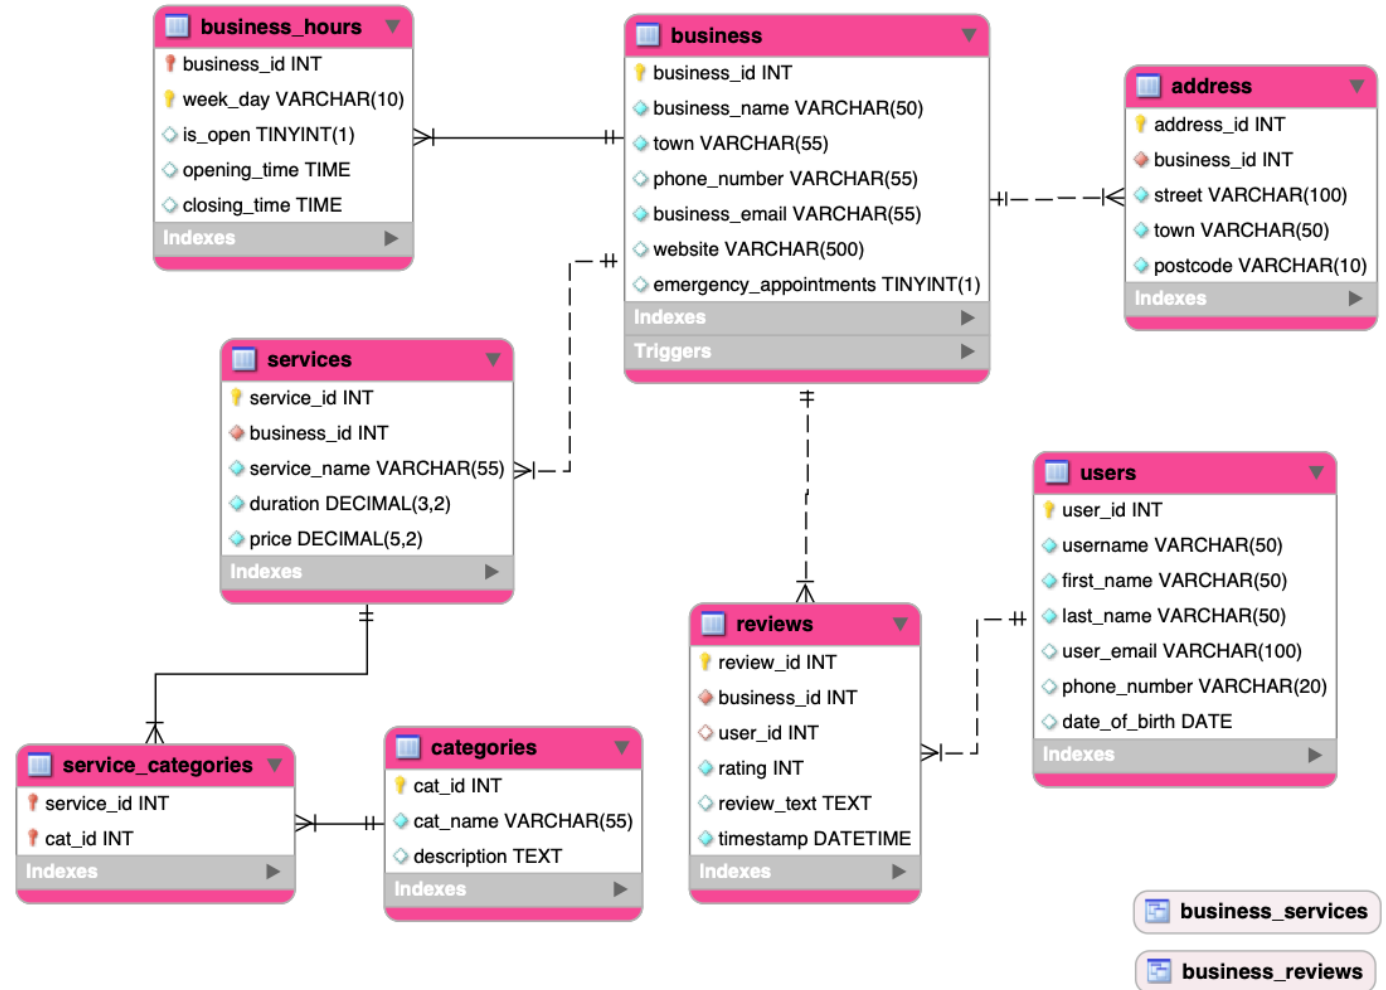 business_hours
business_id INT
week_day VARCHAR(10)
is_open TINYINT(1)
opening_time TIME
closing_time TIME
Indexes
business
business_id INT
business_name VARCHAR(50)
town VARCHAR(55)
phone_number VARCHAR(55)
business_email VARCHAR(55)
website VARCHAR(500)
emergency_appointments TINYINT(1)
Indexes
Triggers
address
address_id INT
business_id INT
street VARCHAR(100)
town VARCHAR(50)
postcode VARCHAR(10)
Indexes
services
service_id INT
business_id INT
service_name VARCHAR(55)
duration DECIMAL(3,2)
price DECIMAL(5,2)
Indexes
users
user_id INT
username VARCHAR(50)
first_name VARCHAR(50)
last_name VARCHAR(50)
user_email VARCHAR(100)
phone_number VARCHAR(20)
date_of_birth DATE
Indexes
reviews
review_id INT
business_id INT
user_id INT
rating INT
review_text TEXT
timestamp DATETIME
Indexes
service_categories
service_id INT
cat_id INT
Indexes
categories
cat_id INT
cat_name VARCHAR(55)
description TEXT
Indexes
business_services
business_reviews